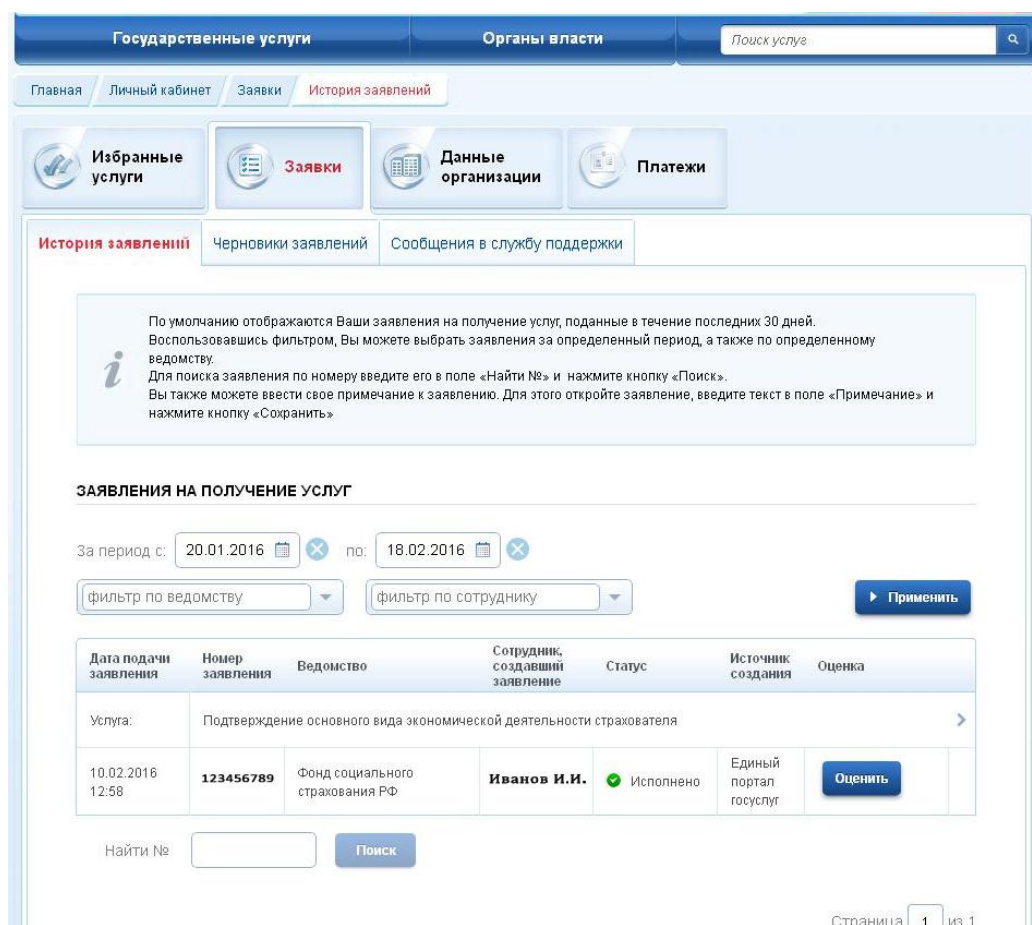 Государственные услуги
Органы власти
Поиск услуг
Главная
Личный кабинет
Заявки
История заявлений
Избранные
услуги
Заявки
Данные
организации
Платежи
История заявлений
Черновики заявлений
Сообщения в службу поддержки
По умолчанию отображаются Ваши заявления на получение услуг, поданные в течение последних 30 дней.
Воспользовавшись фильтром, Вы можете выбрать заявления за определенный период, а также по определенному
ведомству.
Для поиска заявления по номеру введите его в поле «Найти №» и нажмите кнопку «Поиск».
Вы также можете ввести свое примечание к заявлению. Для этого откройте заявление, введите текст в поле «Примечание» и
нажмите кнопку «Сохранить»
ЗАЯВЛЕНИЯ НА ПОЛУЧЕНИЕ УСЛУГ
За период с: 20.01.2016 по: 18.02.2016
фильтр по ведомству
фильтр по сотруднику
Применить
Дата подачи
заявления
Номер
заявления
Ведомство
Сотрудник,
создавший
заявление
Статус
Источник
создания
Оценка
Услуга:
Подтверждение основного вида экономической деятельности страхователя
10.02.2016
12:58
123456789
Фонд социального
страхования РФ
Иванов И.И.
Исполнено
Единый
портал
госуслуг
Оценить
Найти №
Поиск
Страница 1 из 1